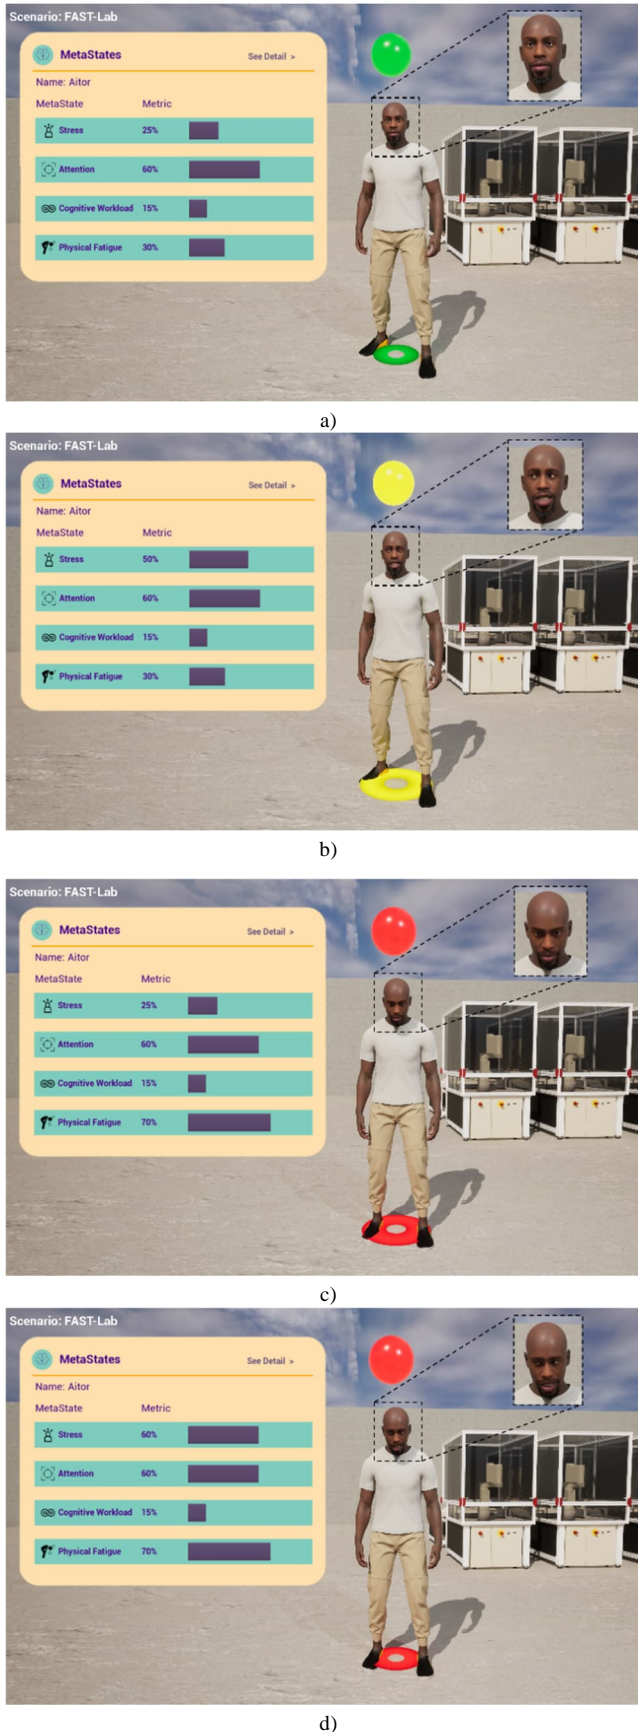 Scenario: FAST-Lab
MetaStates See Detail >
Name: Aitor
MetaState Metric
Stress 25%
Attention 60%
Cognitive Workload 15%
Physical Fatigue 30%
a)
Scenario: FAST-Lab
MetaStates See Detail >
Name: Aitor
MetaState Metric
Stress 50%
Attention 60%
Cognitive Workload 15%
Physical Fatigue 30%
b)
Scenario: FAST-Lab
MetaStates See Detail >
Name: Aitor
MetaState Metric
Stress 25%
Attention 60%
Cognitive Workload 15%
Physical Fatigue 70%
c)
Scenario: FAST-Lab
MetaStates See Detail >
Name: Aitor
MetaState Metric
Stress 60%
Attention 60%
Cognitive Workload 15%
Physical Fatigue 70%
d)